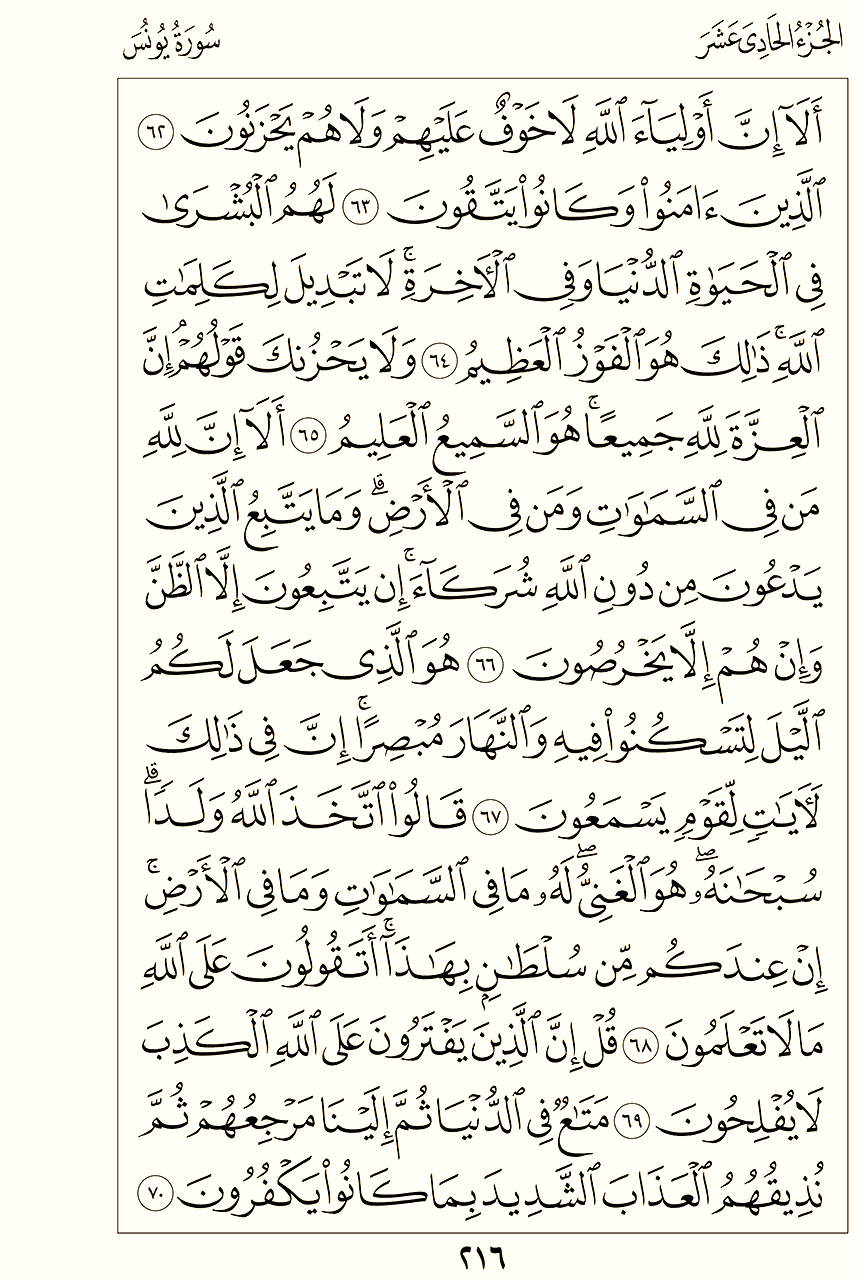 الجُزْءُ الحَادِيَ عَشَرَ
سُورَةُ يُونُسَ
أَلَآ إِنَّ أَوْلِيَآءَ ٱللَّهِ لَا خَوْفٌ عَلَيْهِمْ وَلَا هُمْ يَحْزَنُونَ ٦٢
ٱلَّذِينَ ءَامَنُوا۟ وَكَانُوا۟ يَتَّقُونَ ٦٣ لَهُمُ ٱلْبُشْرَىٰ
فِى ٱلْحَيَوٰةِ ٱلدُّنْيَا وَفِى ٱلْـَٔاخِرَةِ ۚ لَا تَبْدِيلَ لِكَلِمَـٰتِ
ٱللَّهِ ۚ ذَٰلِكَ هُوَ ٱلْفَوْزُ ٱلْعَظِيمُ ٦٤ وَلَا يَحْزُنكَ قَوْلُهُمْ ۘ إِنَّ
ٱلْعِزَّةَ لِلَّهِ جَمِيعًا ۚ هُوَ ٱلسَّمِيعُ ٱلْعَلِيمُ ٦٥ أَلَآ إِنَّ لِلَّهِ
مَن فِى ٱلسَّمَـٰوَٰتِ وَمَن فِى ٱلْأَرْضِ ۗ وَمَا يَتَّبِعُ ٱلَّذِينَ
يَدْعُونَ مِن دُونِ ٱللَّهِ شُرَكَآءَ ۚ إِن يَتَّبِعُونَ إِلَّا ٱلظَّنَّ
وَإِنْ هُمْ إِلَّا يَخْرُصُونَ ٦٦ هُوَ ٱلَّذِى جَعَلَ لَكُمُ
ٱلَّيْلَ لِتَسْكُنُوا۟ فِيهِ وَٱلنَّهَارَ مُبْصِرًا ۚ إِنَّ فِى ذَٰلِكَ
لَـَٔايَـٰتٍ لِّقَوْمٍ يَسْمَعُونَ ٦٧ قَالُوا۟ ٱتَّخَذَ ٱللَّهُ وَلَدًا ۗ
سُبْحَـٰنَهُۥ ۖ هُوَ ٱلْغَنِىُّ ۖ لَهُۥ مَا فِى ٱلسَّمَـٰوَٰتِ وَمَا فِى ٱلْأَرْضِ ۚ
إِنْ عِندَكُم مِّن سُلْطَـٰنٍۭ بِهَـٰذَآ ۚ أَتَقُولُونَ عَلَى ٱللَّهِ
مَا لَا تَعْلَمُونَ ٦٨ قُلْ إِنَّ ٱلَّذِينَ يَفْتَرُونَ عَلَى ٱللَّهِ ٱلْكَذِبَ
لَا يُفْلِحُونَ ٦٩ مَتَـٰعٌ فِى ٱلدُّنْيَا ثُمَّ إِلَيْنَا مَرْجِعُهُمْ ثُمَّ
نُذِيقُهُمُ ٱلْعَذَابَ ٱلشَّدِيدَ بِمَا كَانُوا۟ يَكْفُرُونَ ٧٠
٢١٦